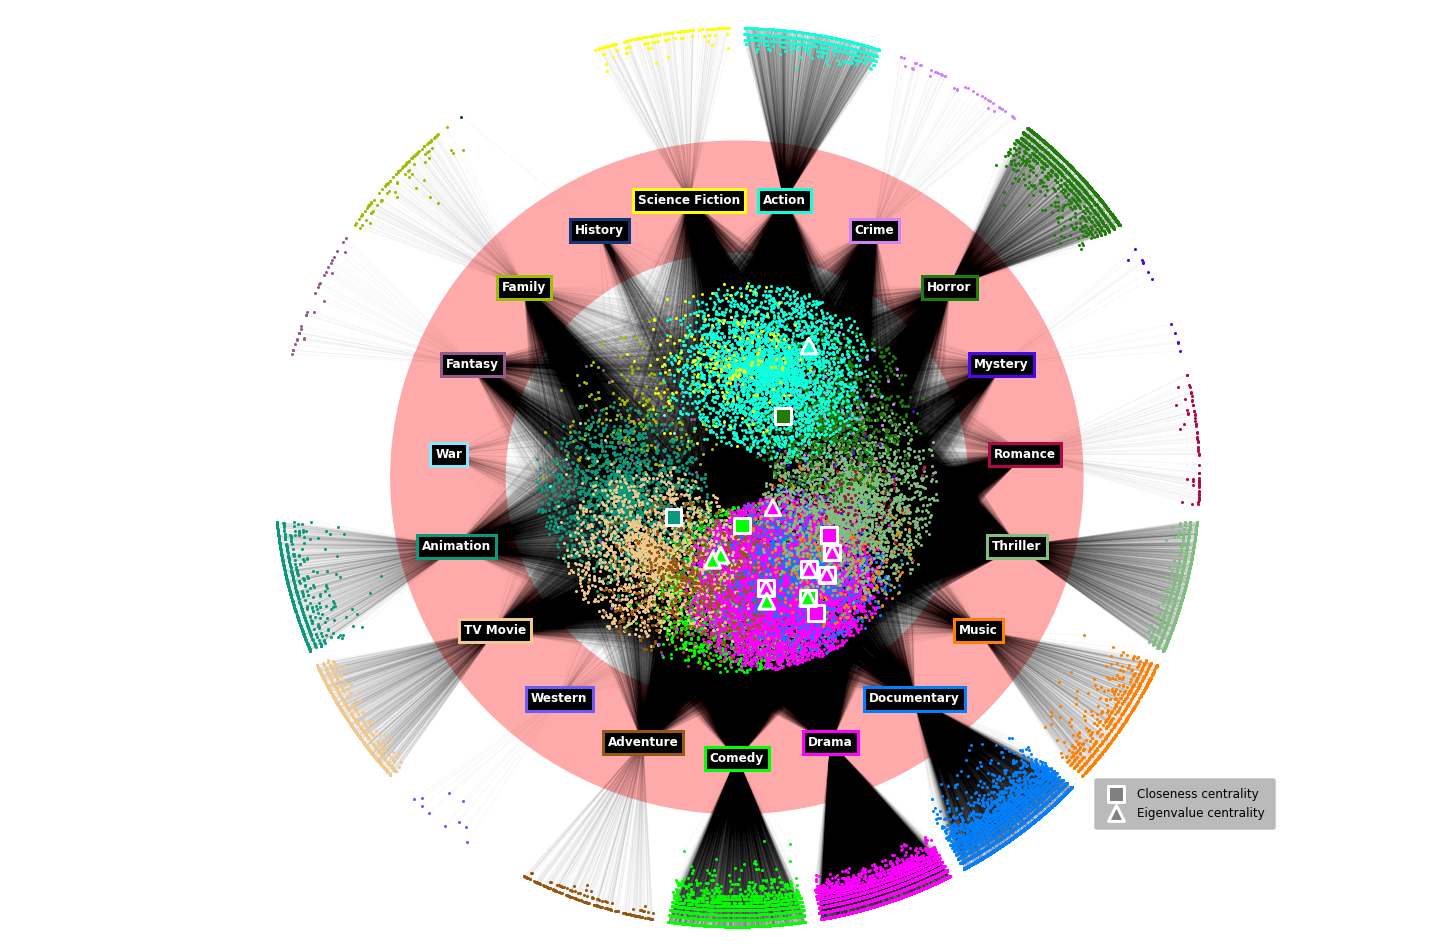 Science Fiction
Action
History
Crime
Family
Horror
Fantasy
Mystery
War
Romance
Animation
Thriller
TV Movie
Music
Western
Documentary
Adventure
Comedy
Drama
Closeness centrality
Eigenvalue centrality